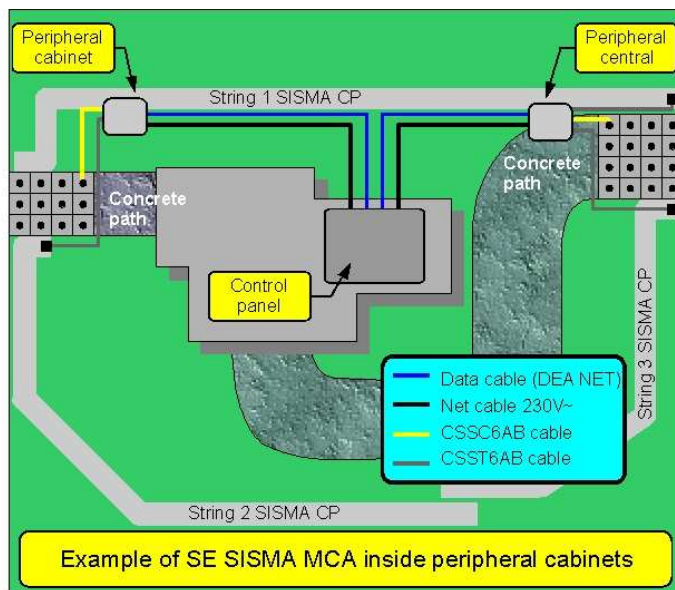 Peripheral
cabinet
Peripheral
central
String 1 SISMA CP
Concrete
path
Concrete
path
Control
panel
String 3 SISMA CP
Data cable (DEA NET)
Net cable 230V~
CSSC6AB cable
CSST6AB cable
String 2 SISMA CP
Example of SE SISMA MCA inside peripheral cabinets